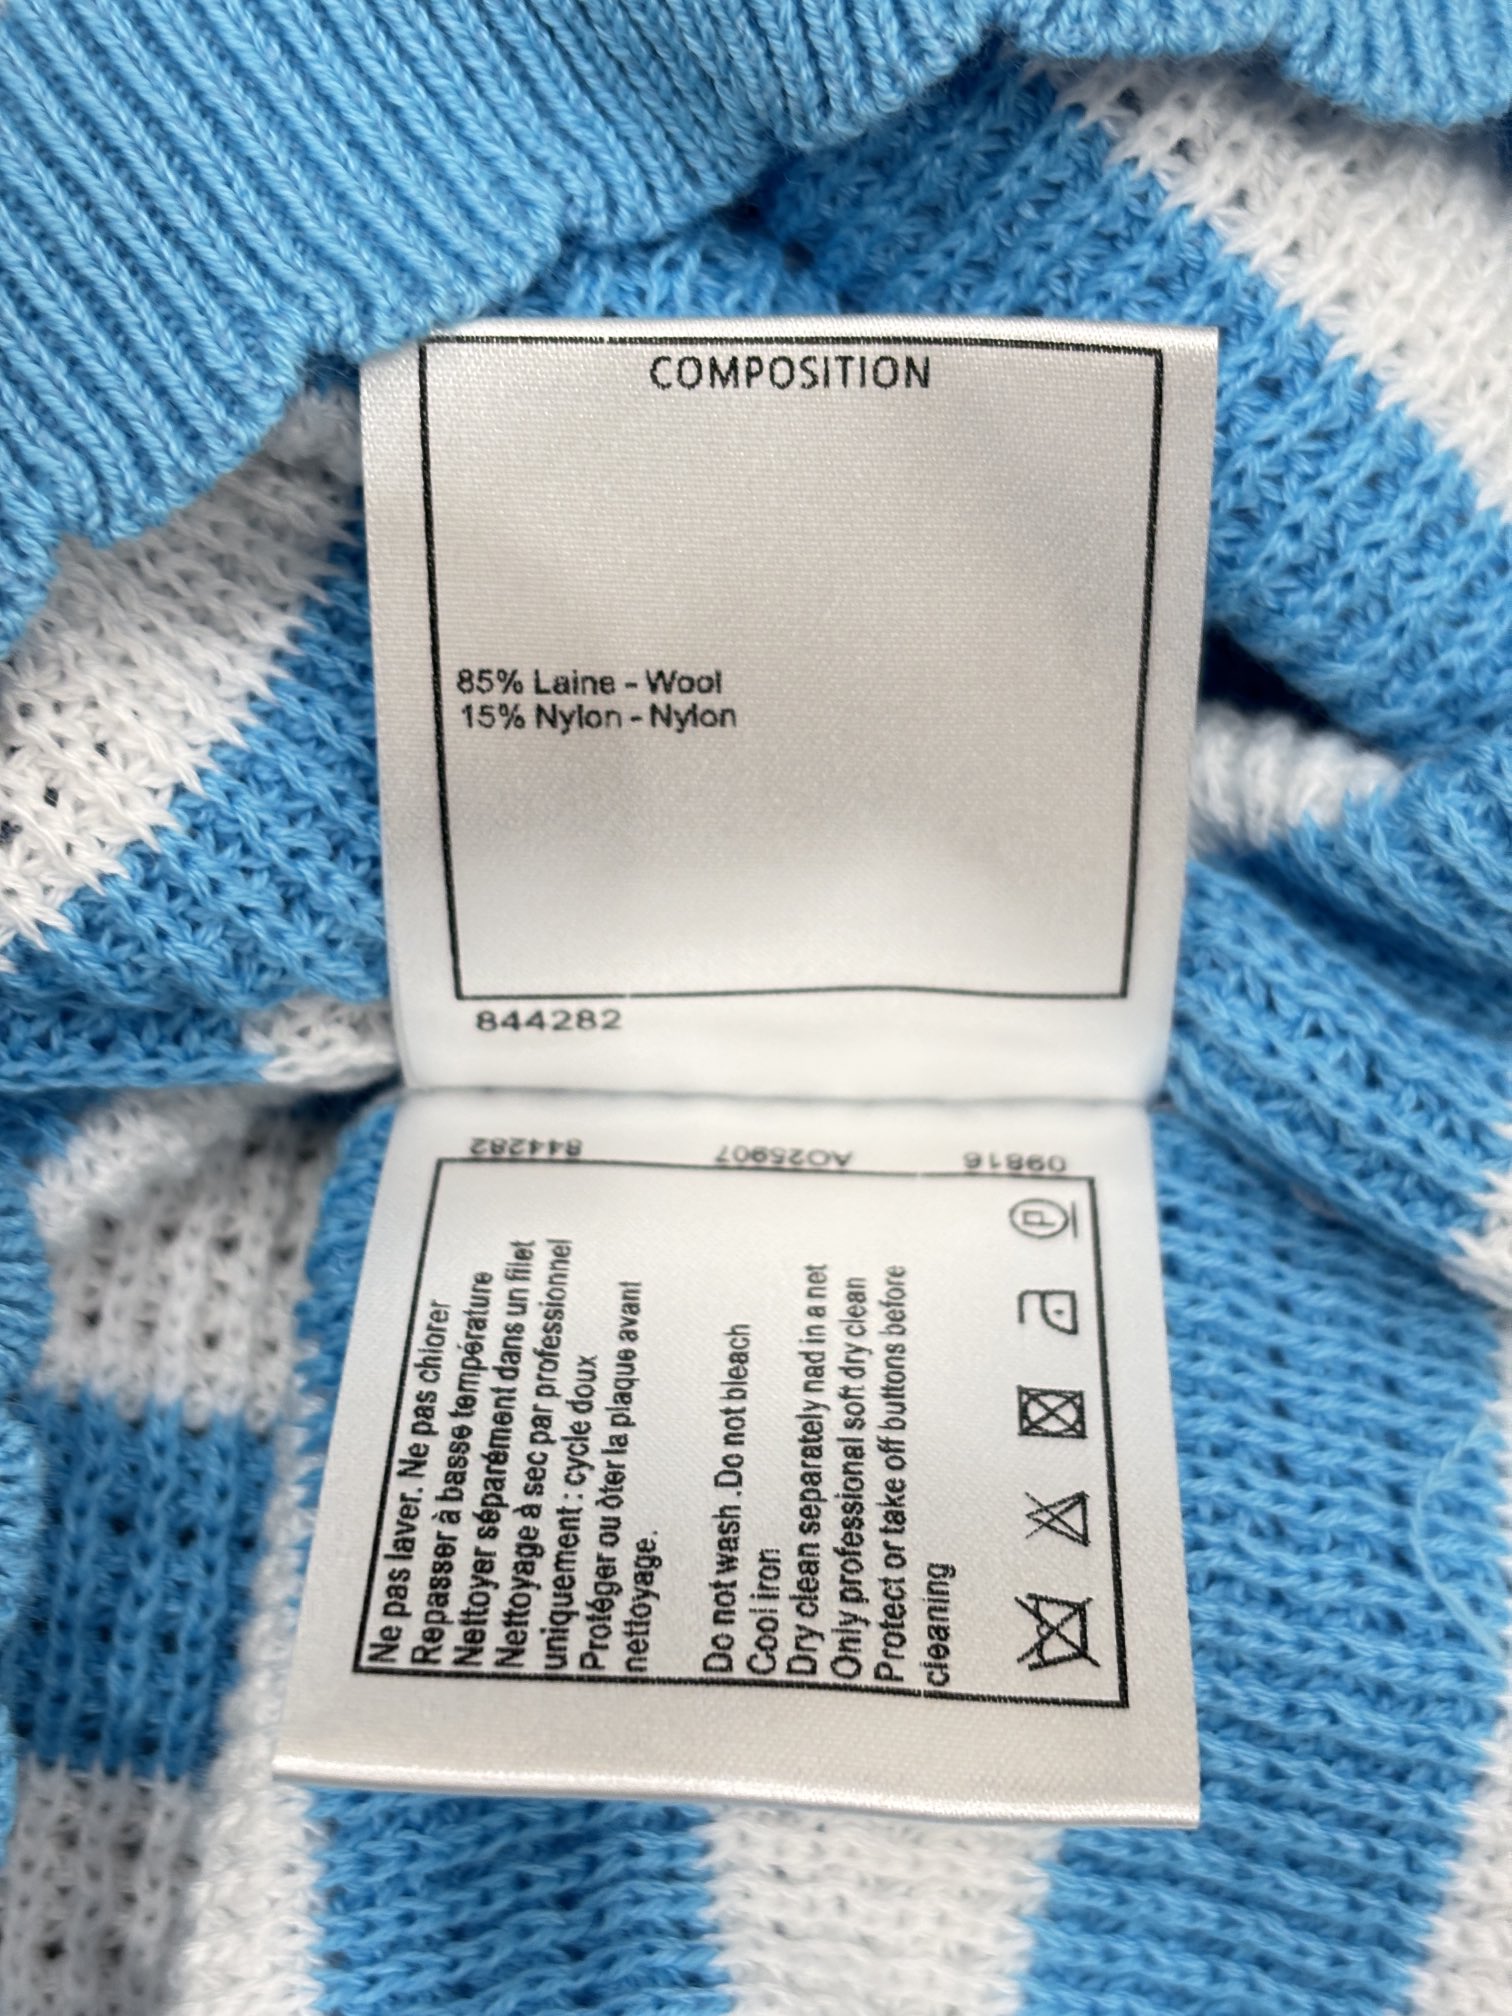 COMPOSITION
85% Laine - Wool
15% Nylon - Nylon
844282
844282 AO25907 09816
Ne pas laver. Ne pas chlorer
Repasser à basse température
Nettoyer séparément dans un filet
Nettoyage à sec par professionnel
uniquement : cycle doux
Protéger ou òter la plaque avant
nettoyage.
Do not wash .Do not bleach
Cool iron
Dry clean separately nad in a net
Only professional soft dry clean
Protect or take off buttons before
cleaning
P